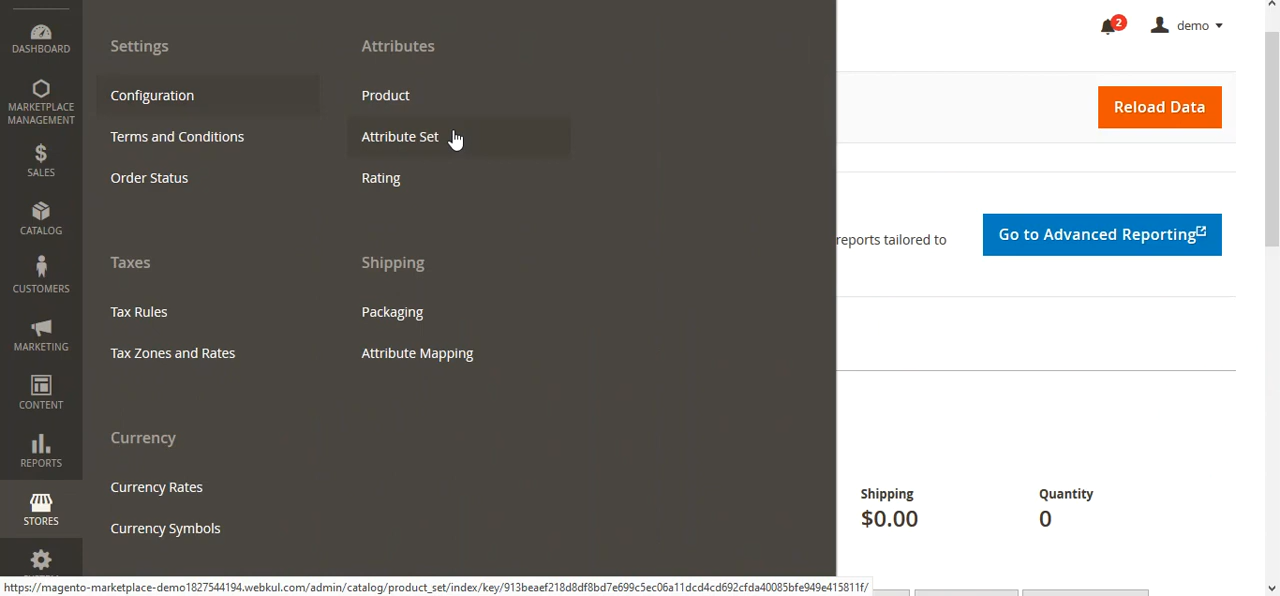 DASHBOARD
MARKETPLACE
MANAGEMENT
$
SALES
CATALOG
CUSTOMERS
MARKETING
CONTENT
REPORTS
STORES
Settings
Configuration
Terms and Conditions
Order Status
Attributes
Product
Attribute Set
Rating
Taxes
Tax Rules
Tax Zones and Rates
Shipping
Packaging
Attribute Mapping
Currency
Currency Rates
Currency Symbols
2
demo
Reload Data
reports tailored to
Go to Advanced Reporting
Shipping
$0.00
Quantity
0
https://magento-marketplace-demo1827544194.webkul.com/admin/catalog/product_set/index/key/913beaef218d8df8bd7e699c5ec06a11dcd4cd692cfda40085bfe949e415811f/